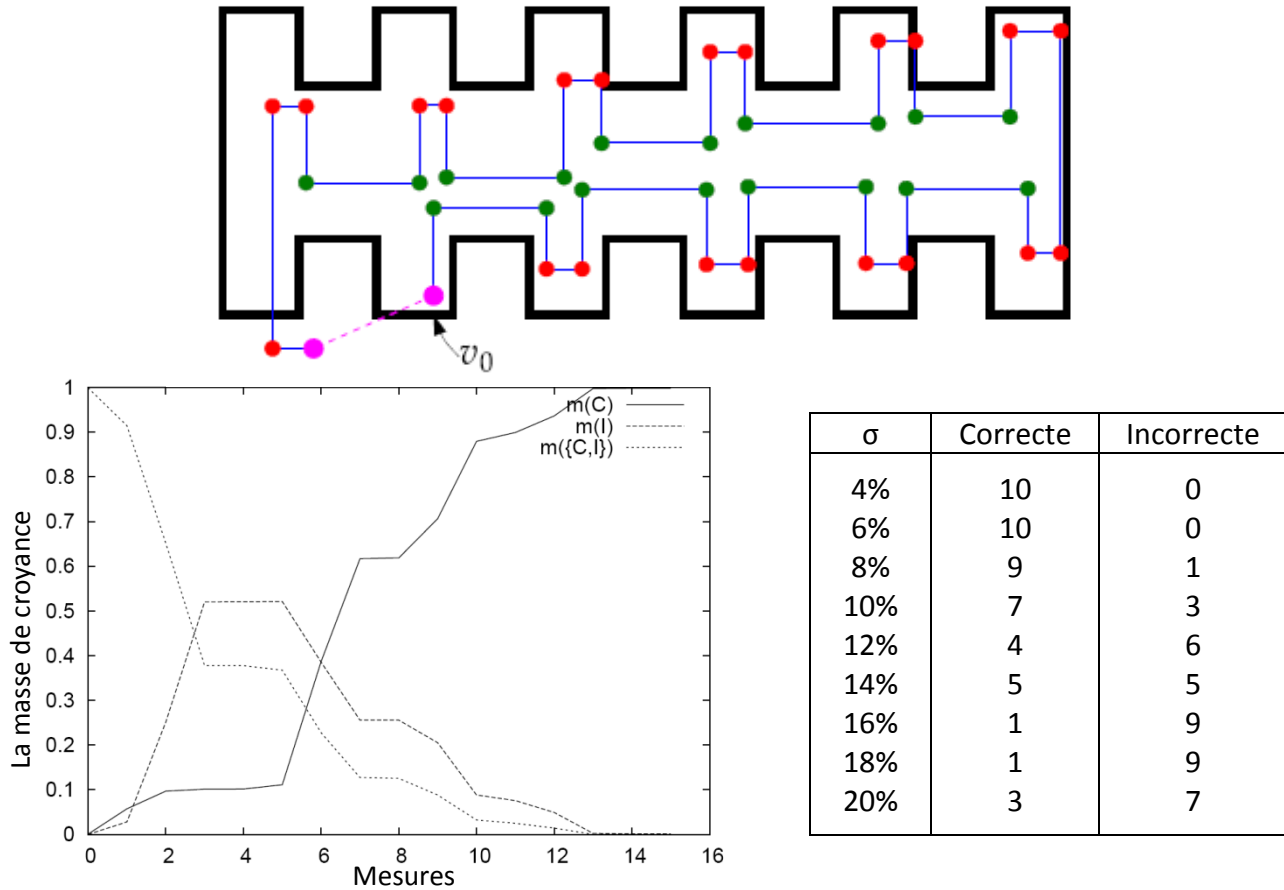 v₀
1
0.9
0.8
0.7
0.6
0.5
0.4
0.3
0.2
0.1
0
0 2 4 6 8 10 12 14 16
La masse de croyance
Mesures
m(C)
m(I)
m({C,I})
σ Correcte Incorrecte
4% 10 0
6% 10 0
8% 9 1
10% 7 3
12% 4 6
14% 5 5
16% 1 9
18% 1 9
20% 3 7